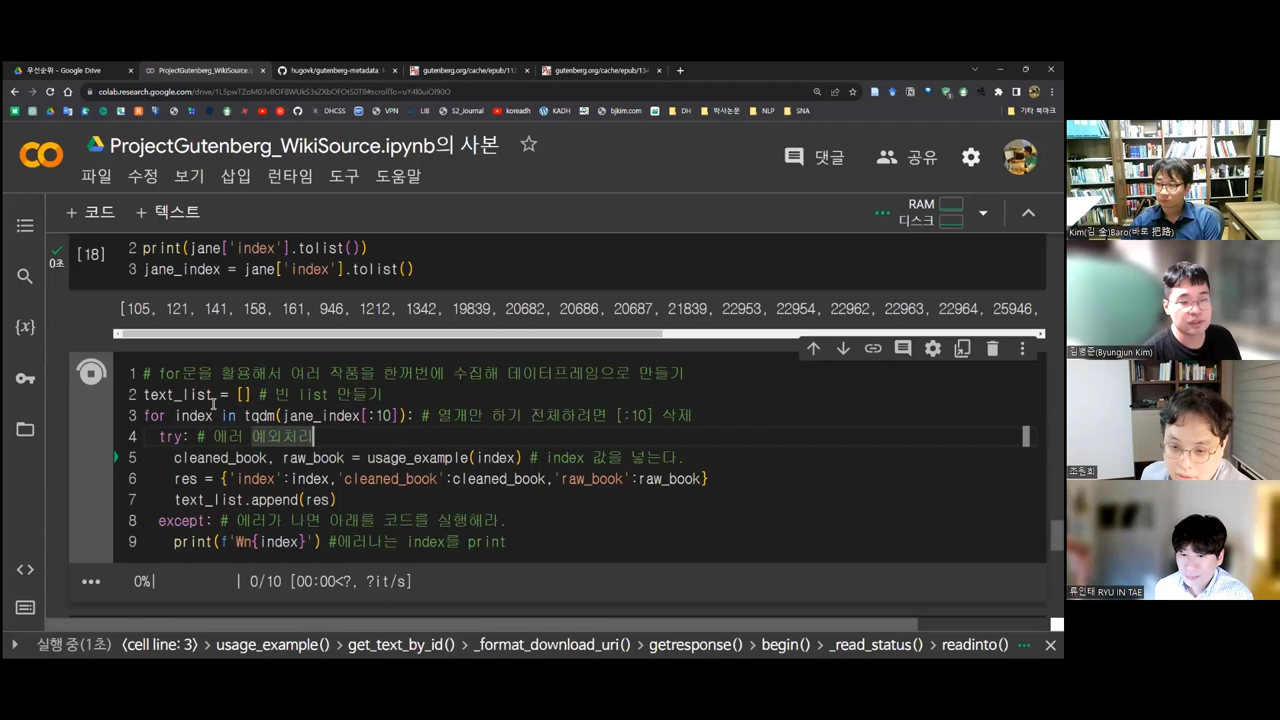 우선순위 - Google Drive
ProjectGutenberg_WikiSource.
hugovk/gutenberg-metadata:
gutenberg.org/cache/epub/
gutenberg.org/cache/epub/
colab.research.google.com/drive/
DHCSS
VPN
LIB
S2_Journal
koreadh
KADH
bjkim.com
DH
박사논문
NLP
SNA
기타 북마크
ProjectGutenberg_WikiSource.ipynb의 사본
댓글
공유
파일 수정 보기 삽입 런타임 도구 도움말
+ 코드 + 텍스트
RAM
디스크
[18]
0초
2 print(jane['index'].tolist())
3 jane_index = jane['index'].tolist()
[105, 121, 141, 158, 161, 946, 1212, 1342, 19839, 20682, 20686, 20687, 21839, 22953, 22954, 22962, 22963, 22964, 25946,
1 # for문을 활용해서 여러 작품을 한꺼번에 수집해 데이터프레임으로 만들기
2 text_list = [] # 빈 list 만들기
3 for index in tqdm(jane_index[:10]): # 열개만 하기 전체하려면 [:10] 삭제
4 try: # 에러 예외처리
5 cleaned_book, raw_book = usage_example(index) # index 값을 넣는다.
6 res = {'index':index,'cleaned_book':cleaned_book,'raw_book':raw_book}
7 text_list.append(res)
8 except: # 에러가 나면 아래를 코드를 실행해라.
9 print(f'₩n{index}') #에러나는 index를 print
0%| | 0/10 [00:00<?, ?it/s]
실행 중(1초) 〈cell line: 3〉 > usage_example() > get_text_by_id() > _format_download_uri() > getresponse() > begin() > _read_status() > readinto()
Kim(김 金)Baro(바로 把路)
김병준(Byungjun Kim)
조원희
류인태 RYU IN TAE